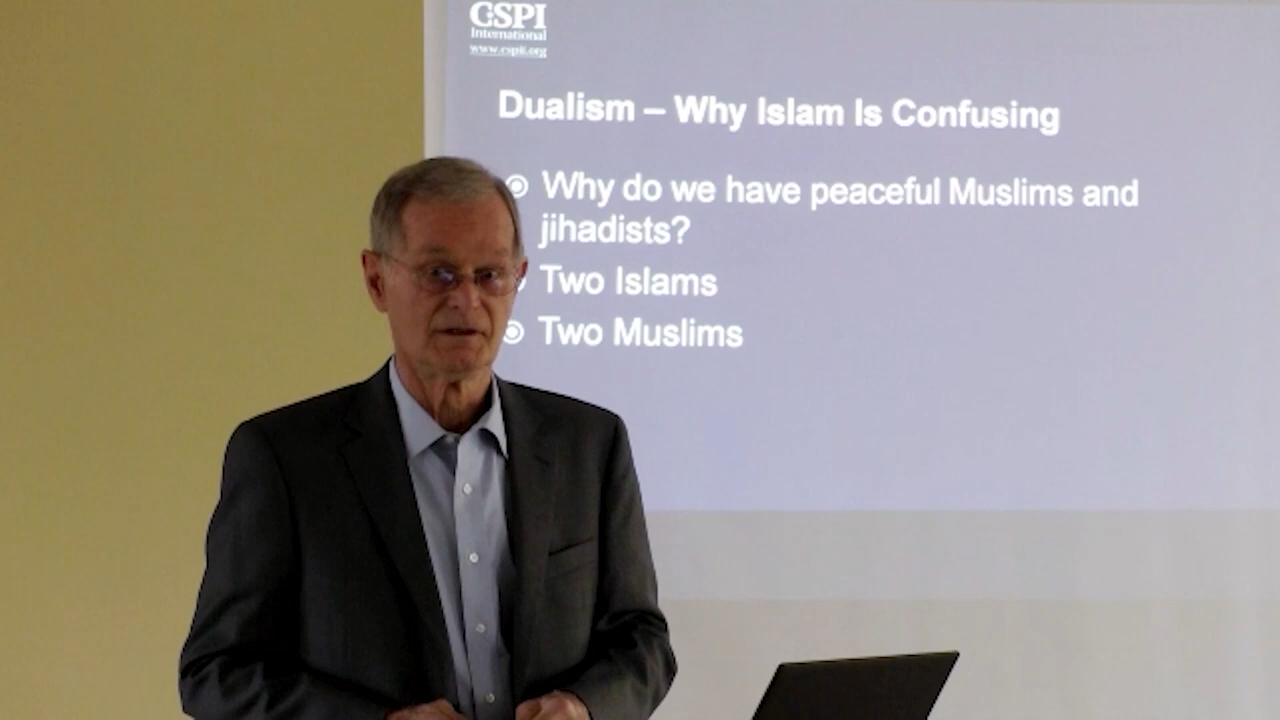 CSPI
International
www.cspii.org
Dualism – Why Islam Is Confusing
Why do we have peaceful Muslims and
jihadists?
Two Islams
Two Muslims